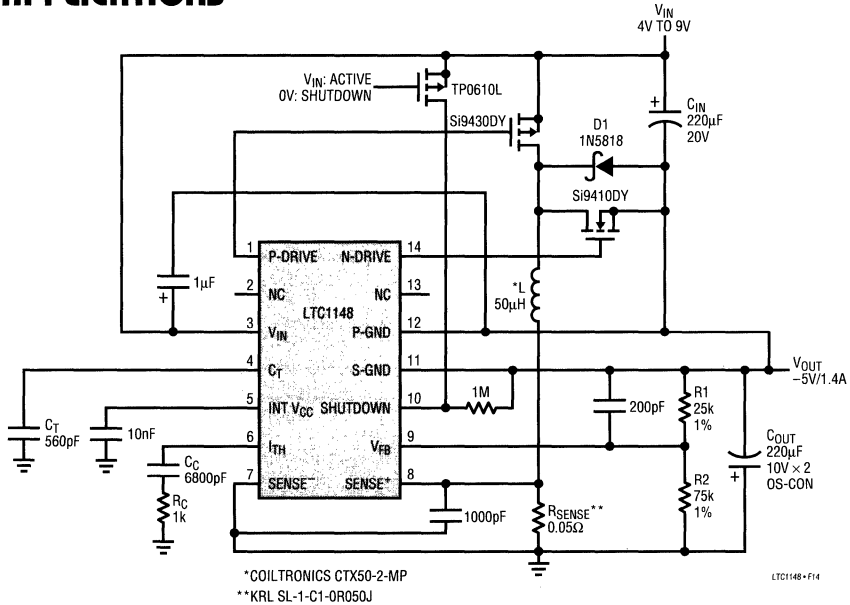 APPLICATIONS
VIN
4V TO 9V
VIN: ACTIVE
0V: SHUTDOWN
TP0610L
Si9430DY
D1
1N5818
+
CIN
220µF
20V
Si9410DY
1µF
+
1
P-DRIVE
N-DRIVE
14
2
NC
NC
13
LTC1148
3
VIN
P-GND
12
4
CT
S-GND
11
5
INT VCC
SHUTDOWN
10
6
ITH
VFB
9
7
SENSE–
SENSE+
8
*L
50µH
VOUT
–5V/1.4A
1M
200pF
R1
25k
1%
R2
75k
1%
COUT
220µF
10V × 2
OS-CON
+
CT
560pF
10nF
CC
6800pF
RC
1k
1000pF
RSENSE**
0.05Ω
*COILTRONICS CTX50-2-MP
**KRL SL-1-C1-0R050J
LTC1148 • F14